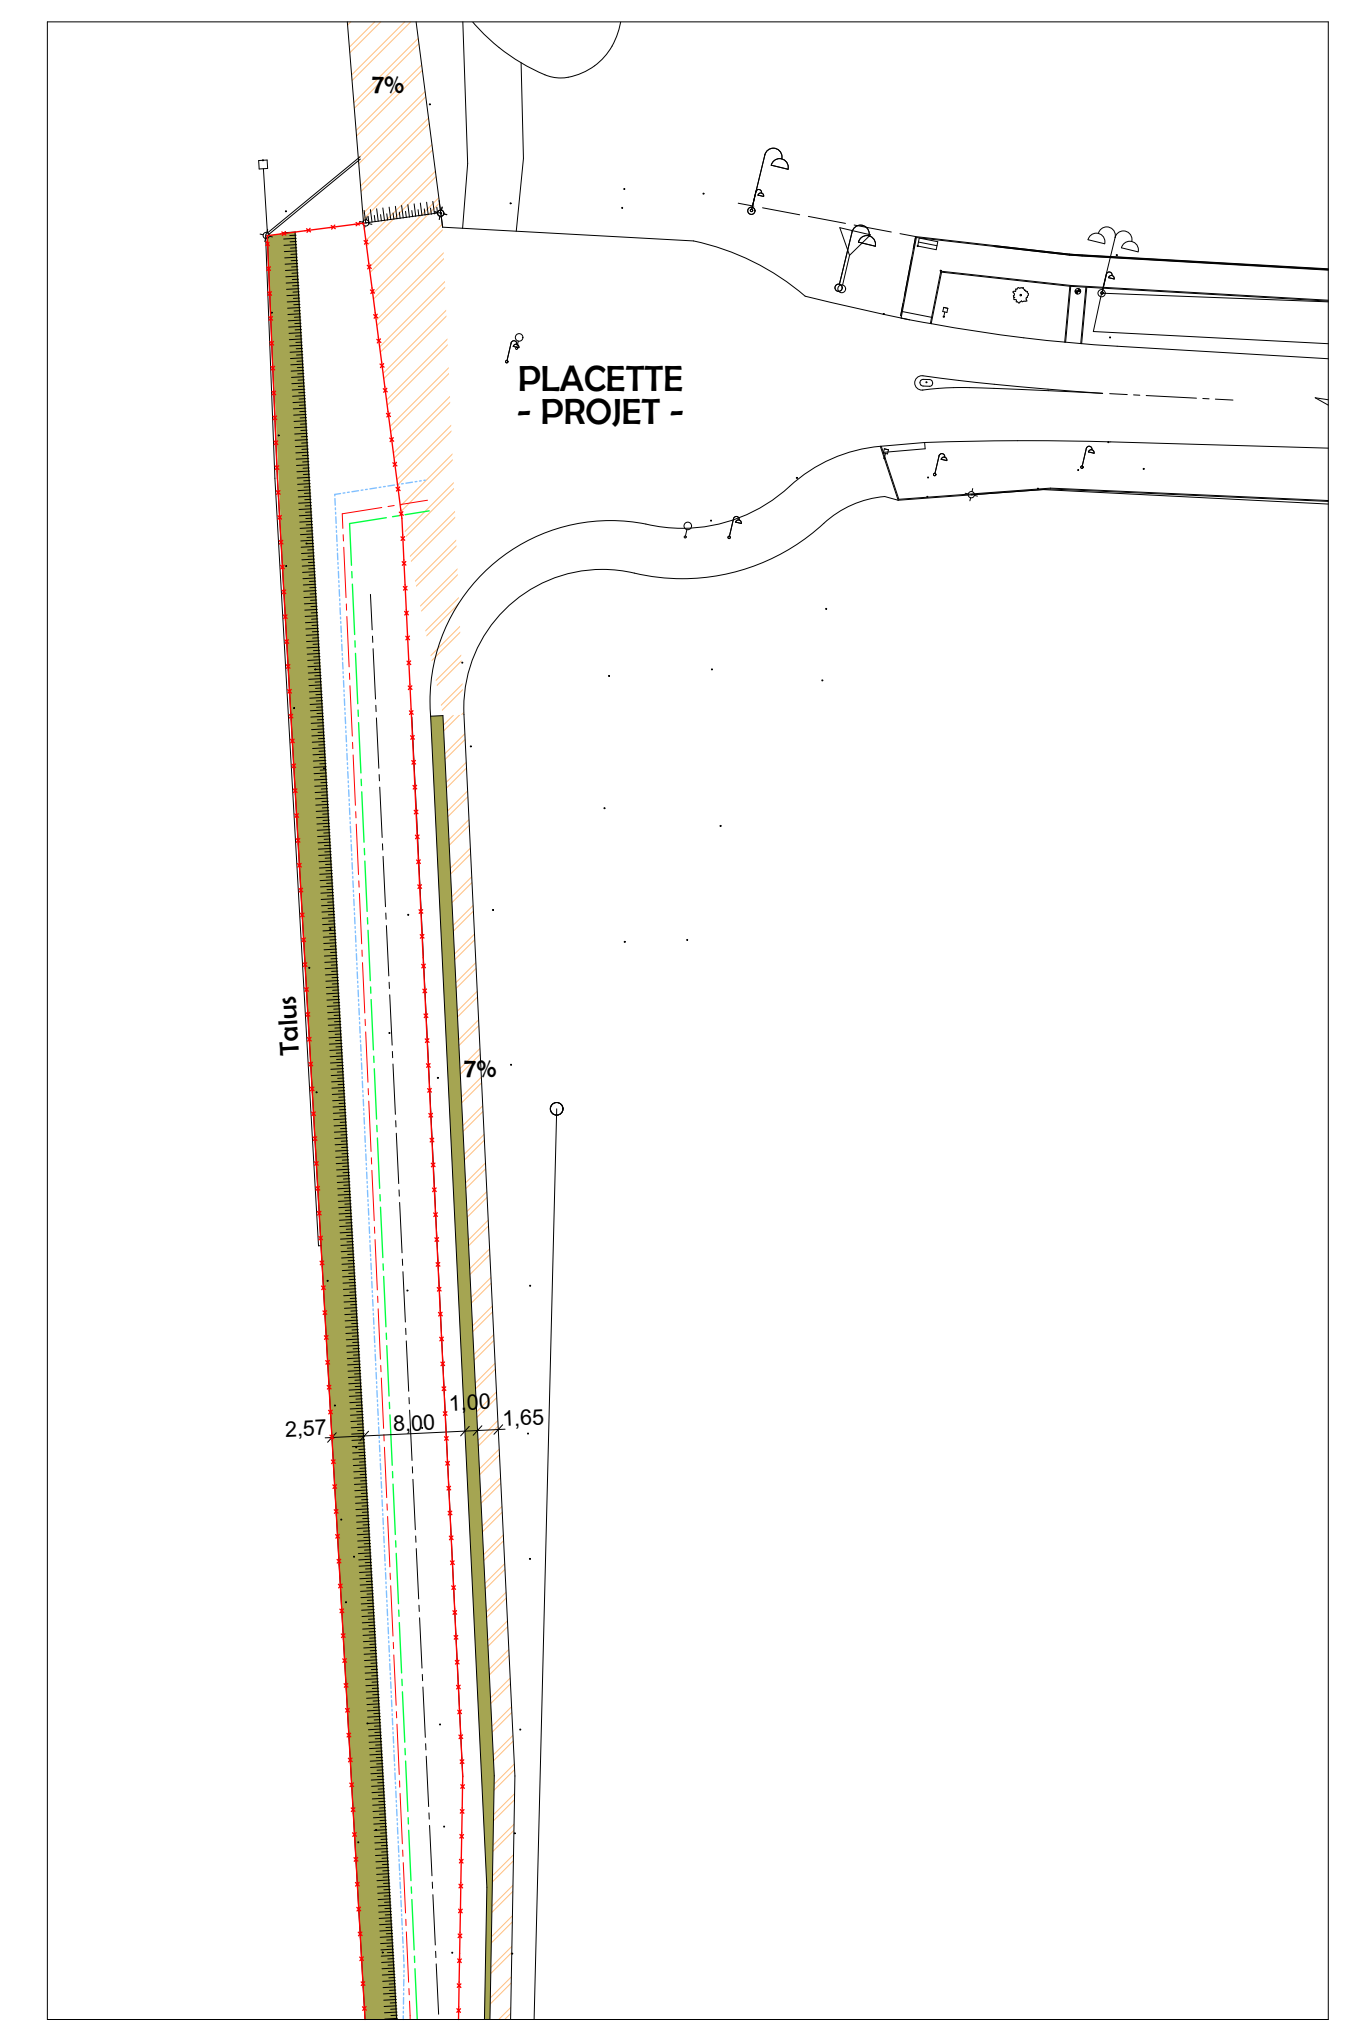 7%
PLACETTE
- PROJET -
Talus
7%
2,57
8,00
1,00
1,65